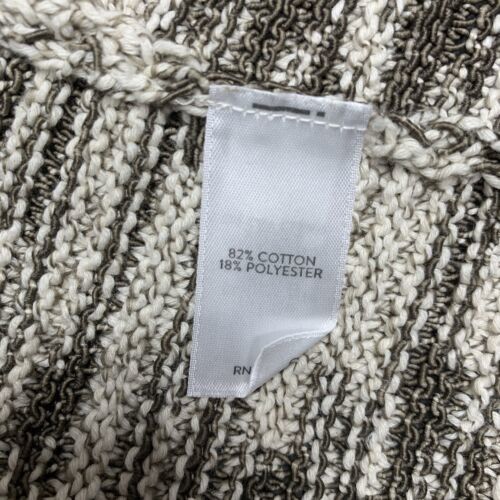 82% COTTON
18% POLYESTER
RN